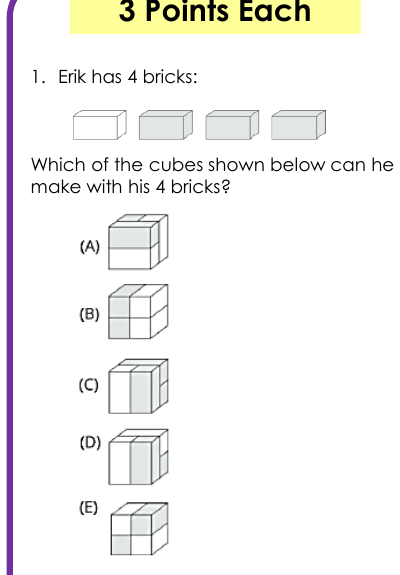 3 Points Each
1. Erik has 4 bricks:
Which of the cubes shown below can he
make with his 4 bricks?
(A)
(B)
(C)
(D)
(E)